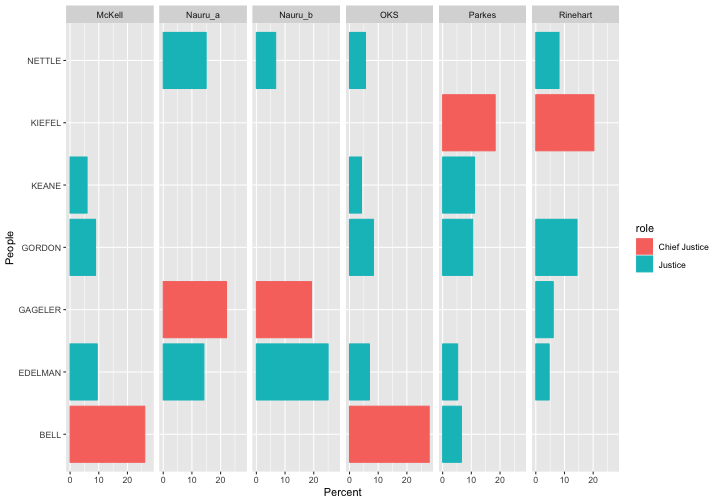 McKell Nauru_a Nauru_b OKS Parkes Rinehart
NETTLE
KIEFEL
KEANE
GORDON
GAGELER
EDELMAN
BELL
People
0 10 20 0 10 20 0 10 20 0 10 20 0 10 20 0 10 20
Percent
role
Chief Justice
Justice